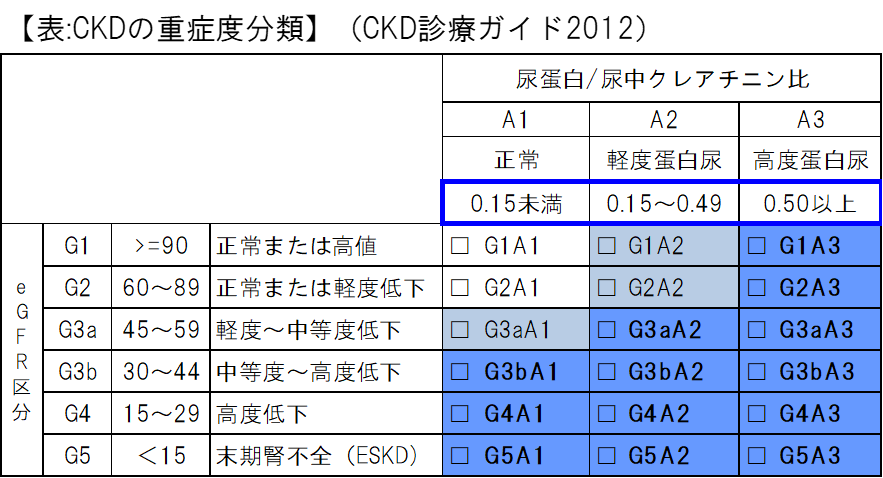 【表:CKDの重症度分類】（CKD診療ガイド2012）
尿蛋白/尿中クレアチニン比
A1 A2 A3
正常 軽度蛋白尿 高度蛋白尿
0.15未満 0.15～0.49 0.50以上
eGFR区分
G1 >=90 正常または高値 □ G1A1 □ G1A2 □ G1A3
G2 60～89 正常または軽度低下 □ G2A1 □ G2A2 □ G2A3
G3a 45～59 軽度～中等度低下 □ G3aA1 □ G3aA2 □ G3aA3
G3b 30～44 中等度～高度低下 □ G3bA1 □ G3bA2 □ G3bA3
G4 15～29 高度低下 □ G4A1 □ G4A2 □ G4A3
G5 ＜15 末期腎不全（ESKD） □ G5A1 □ G5A2 □ G5A3